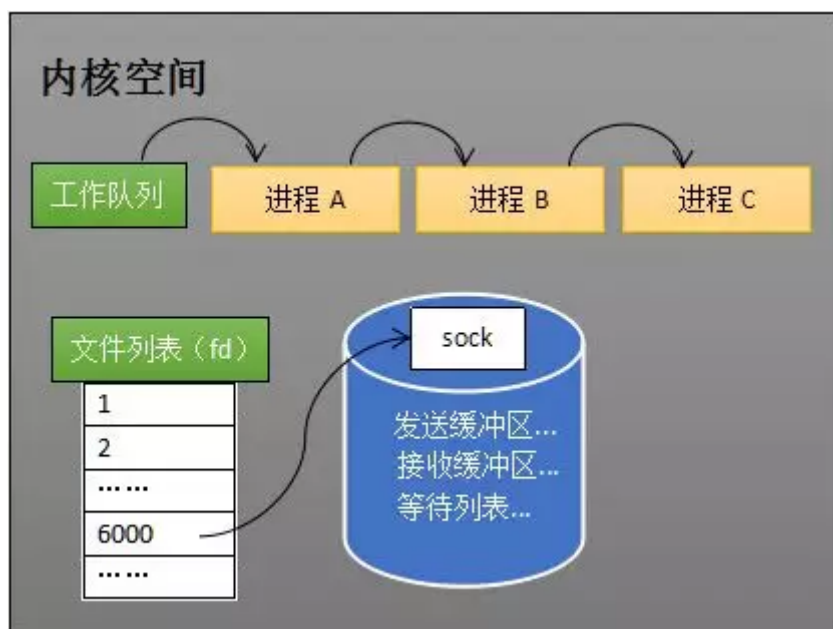 内核空间
工作队列
进程 A
进程 B
进程 C
文件列表（fd）
1
2
……
6000
……
sock
发送缓冲区...
接收缓冲区...
等待列表...